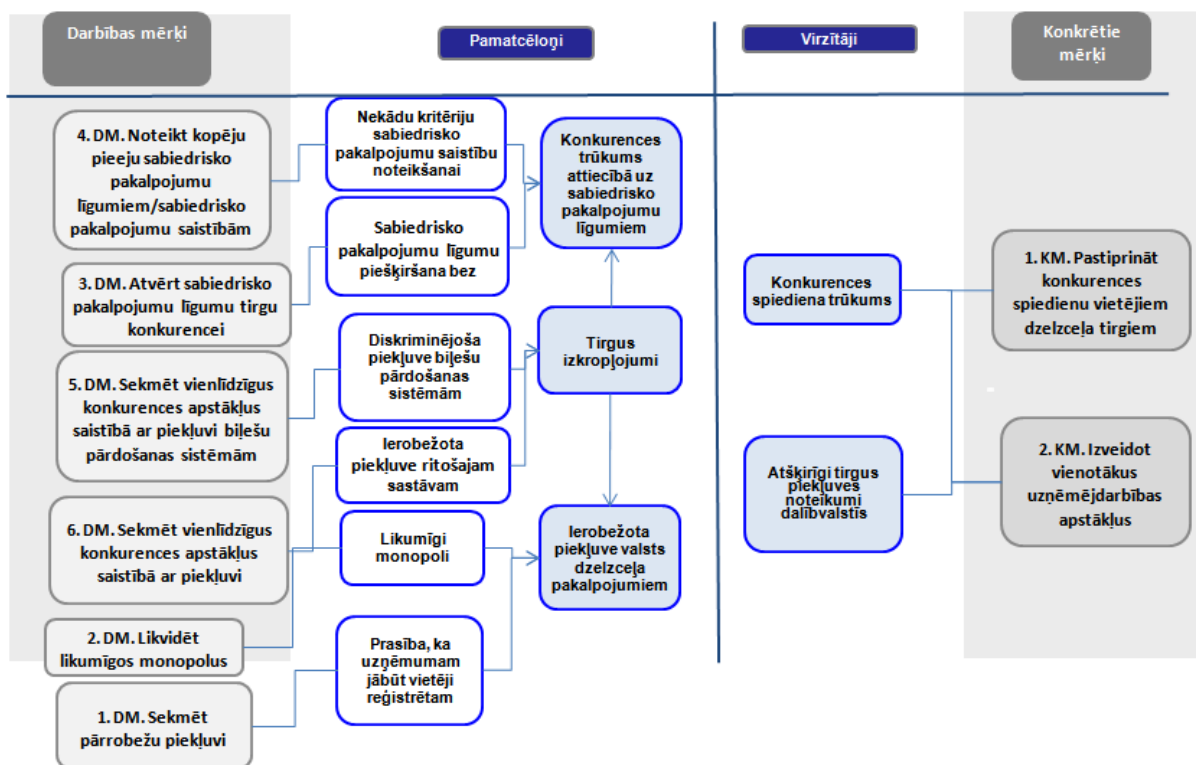 Darbības mērķi
Pamatcēloņi
Virzītāji
Konkrētie
mērķi
4. DM. Noteikt kopēju
pieeju sabiedrisko
pakalpojumu
līgumiem/sabiedrisko
pakalpojumu saistībām
3. DM. Atvērt sabiedrisko
pakalpojumu līgumu tirgu
konkurencei
5. DM. Sekmēt vienlīdzīgus
konkurences apstākļus
saistībā ar piekļuvi biļešu
pārdošanas sistēmām
6. DM. Sekmēt vienlīdzīgus
konkurences apstākļus
saistībā ar piekļuvi
2. DM. Likvidēt
likumīgos monopolus
1. DM. Sekmēt
pārrobežu piekļuvi
Nekādu kritēriju
sabiedrisko
pakalpojumu saistību
noteikšanai
Sabiedrisko
pakalpojumu līgumu
piešķiršana bez
Diskriminējoša
piekļuve biļešu
pārdošanas
sistēmām
Ierobežota
piekļuve ritošajam
sastāvam
Likumīgi
monopoli
Prasība, ka
uzņēmumam
jābūt vietēji
reģistrētam
Konkurences
trūkums
attiecībā uz
sabiedrisko
pakalpojumu
līgumiem
Tirgus
izkropļojumi
Ierobežota
piekļuve valsts
dzelzceļa
pakalpojumiem
Konkurences
spiediena trūkums
Atšķirīgi tirgus
piekļuves
noteikumi
dalībvalstīs
1. KM. Pastiprināt
konkurences
spiedienu vietējiem
dzelzceļa tirgiem
2. KM. Izveidot
vienotākus
uzņēmējdarbības
apstākļus